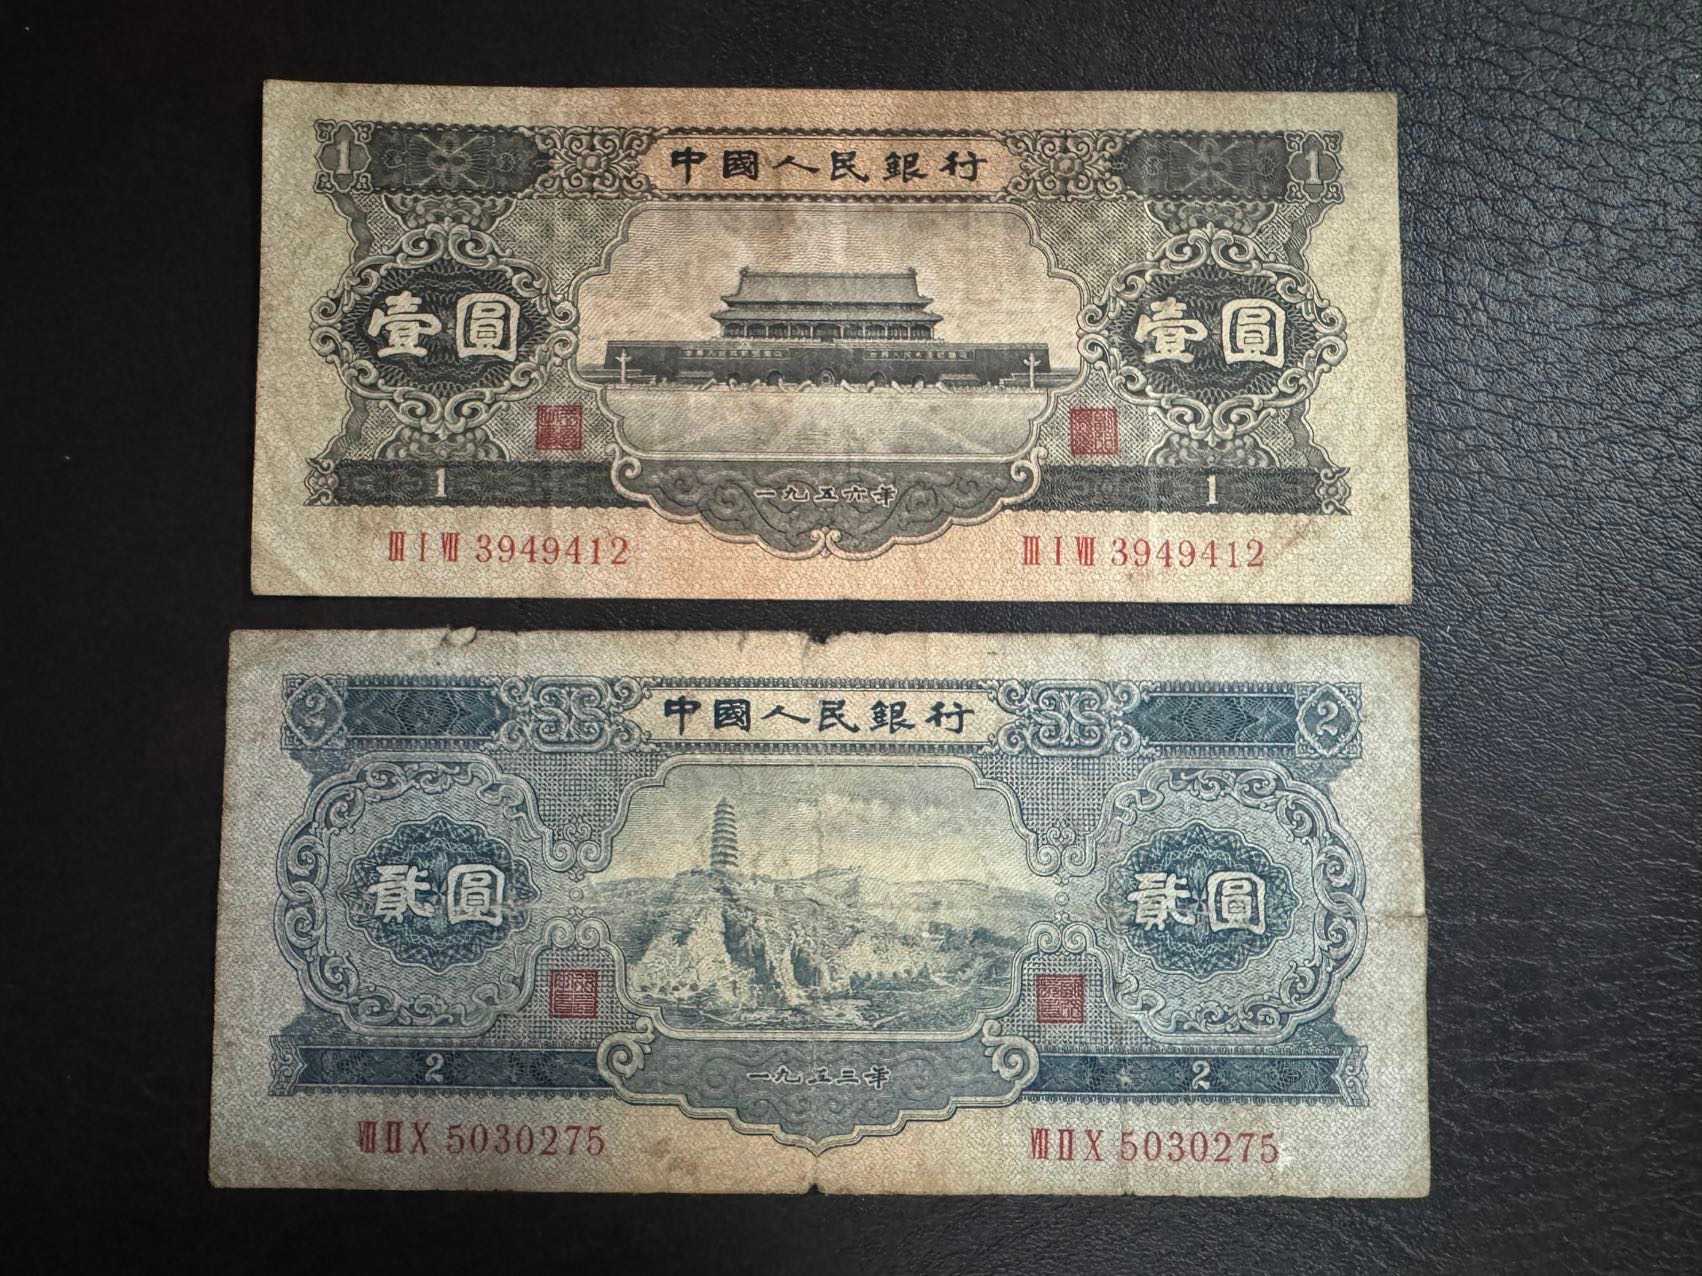 1 中國人民銀行 1
壹圓 壹圓
1 一九五六年 1
III I VII 3949412 III I VII 3949412
2 中國人民銀行 2
貳圓 貳圓
2 一九五三年 2
VII II X 5030275 VII II X 5030275